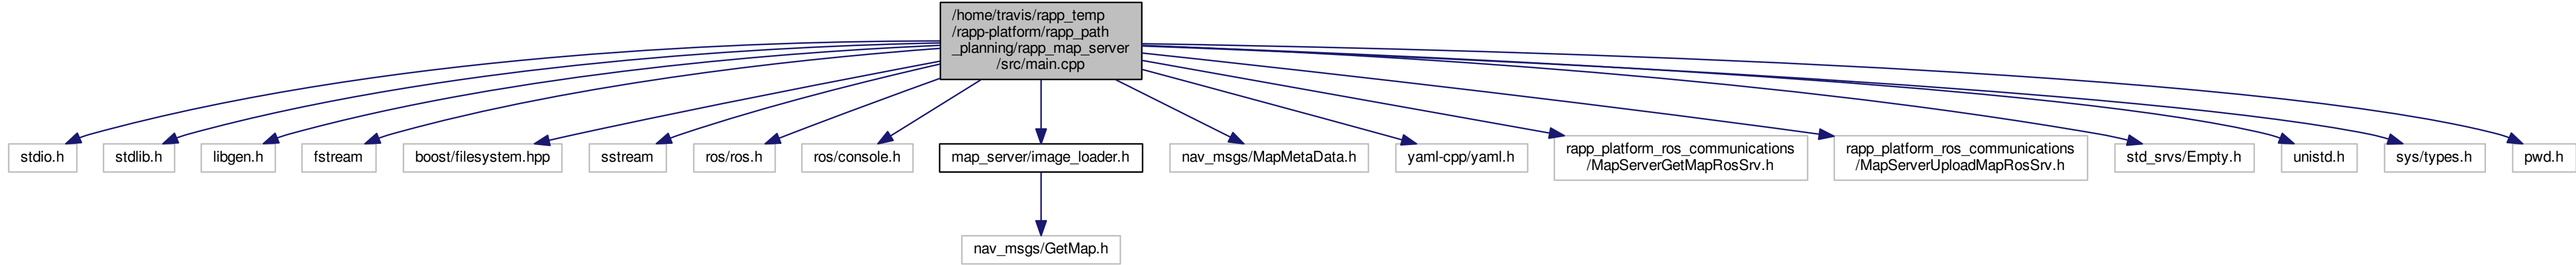 /home/travis/rapp_temp
/rapp-platform/rapp_path
_planning/rapp_map_server
/src/main.cpp
stdio.h
stdlib.h
libgen.h
fstream
boost/filesystem.hpp
sstream
ros/ros.h
ros/console.h
map_server/image_loader.h
nav_msgs/MapMetaData.h
yaml-cpp/yaml.h
rapp_platform_ros_communications
/MapServerGetMapRosSrv.h
rapp_platform_ros_communications
/MapServerUploadMapRosSrv.h
std_srvs/Empty.h
unistd.h
sys/types.h
pwd.h
nav_msgs/GetMap.h